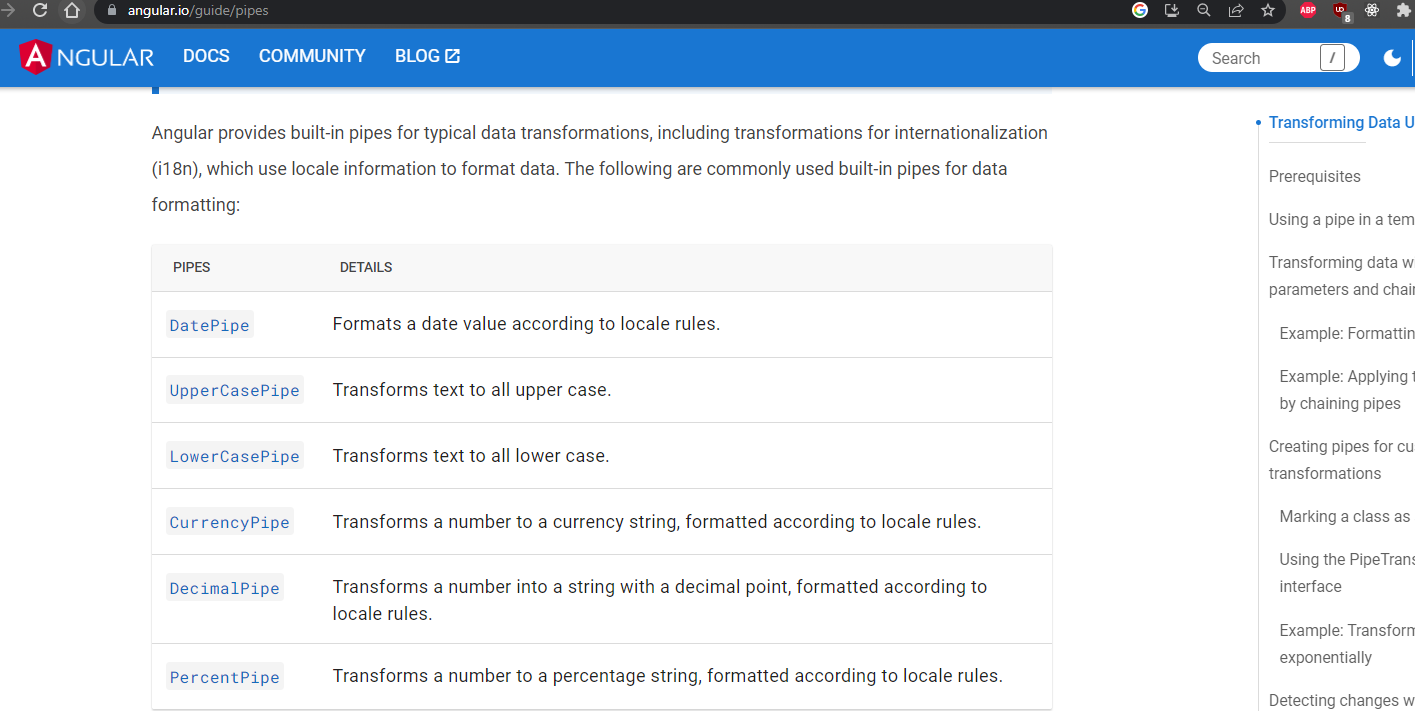 angular.io/guide/pipes
ABP
UO
8
ANGULAR
DOCS
COMMUNITY
BLOG
Search
/
Angular provides built-in pipes for typical data transformations, including transformations for internationalization
(i18n), which use locale information to format data. The following are commonly used built-in pipes for data
formatting:
PIPES DETAILS
DatePipe Formats a date value according to locale rules.
UpperCasePipe Transforms text to all upper case.
LowerCasePipe Transforms text to all lower case.
CurrencyPipe Transforms a number to a currency string, formatted according to locale rules.
DecimalPipe Transforms a number into a string with a decimal point, formatted according to
locale rules.
PercentPipe Transforms a number to a percentage string, formatted according to locale rules.
Transforming Data U
Prerequisites
Using a pipe in a tem
Transforming data w
parameters and chai
Example: Formattin
Example: Applying t
by chaining pipes
Creating pipes for cu
transformations
Marking a class as
Using the PipeTrans
interface
Example: Transform
exponentially
Detecting changes w